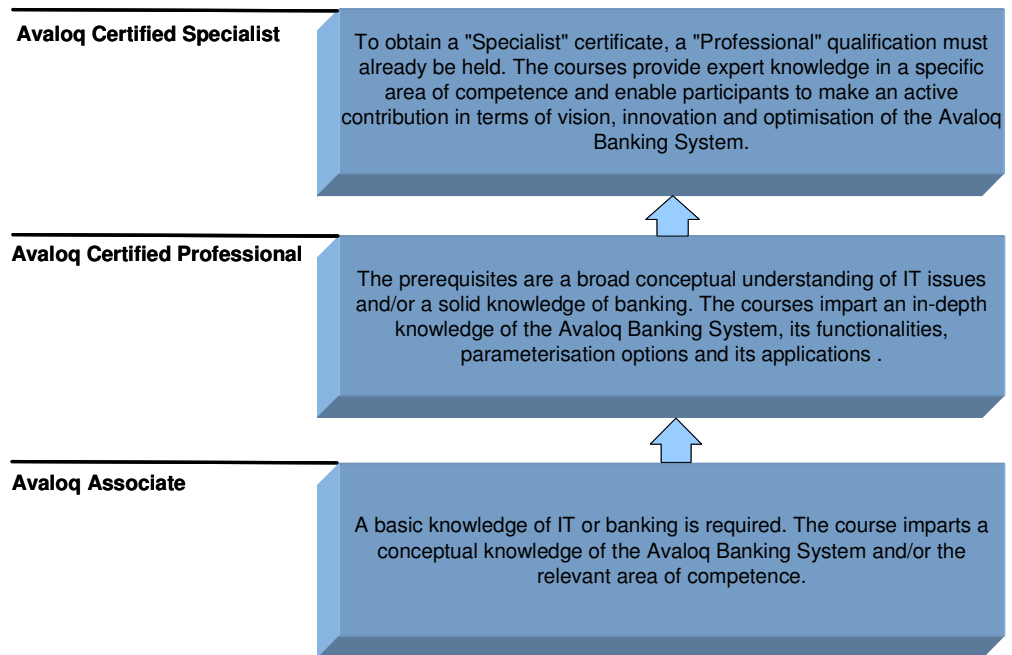 Avaloq Certified Specialist
To obtain a "Specialist" certificate, a "Professional" qualification must
already be held. The courses provide expert knowledge in a specific
area of competence and enable participants to make an active
contribution in terms of vision, innovation and optimisation of the Avaloq
Banking System.
Avaloq Certified Professional
The prerequisites are a broad conceptual understanding of IT issues
and/or a solid knowledge of banking. The courses impart an in-depth
knowledge of the Avaloq Banking System, its functionalities,
parameterisation options and its applications .
Avaloq Associate
A basic knowledge of IT or banking is required. The course imparts a
conceptual knowledge of the Avaloq Banking System and/or the
relevant area of competence.